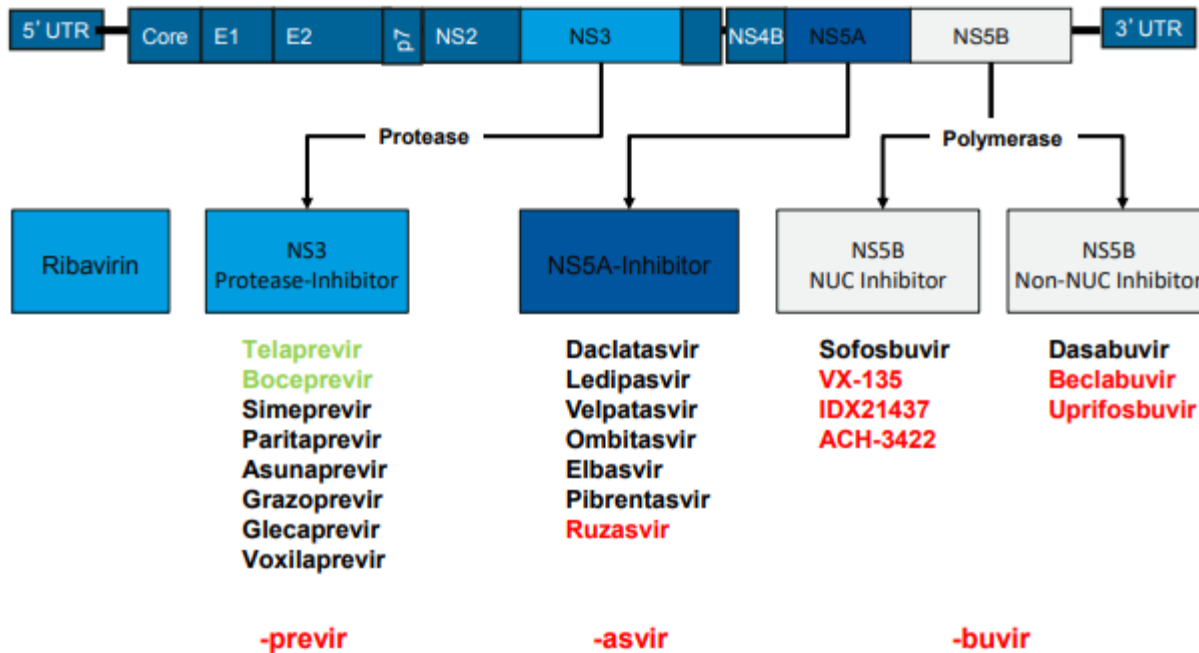 5' UTR
Core
E1
E2
p7
NS2
NS3
NS4B
NS5A
NS5B
3' UTR
Protease
Polymerase
Ribavirin
NS3
Protease-Inhibitor
NS5A-Inhibitor
NS5B
NUC Inhibitor
NS5B
Non-NUC Inhibitor
Telaprevir
Boceprevir
Simeprevir
Paritaprevir
Asunaprevir
Grazoprevir
Glecaprevir
Voxilaprevir
Daclatasvir
Ledipasvir
Velpatasvir
Ombitasvir
Elbasvir
Pibrentasvir
Ruzasvir
Sofosbuvir
VX-135
IDX21437
ACH-3422
Dasabuvir
Beclabuvir
Uprifosbuvir
-previr
-asvir
-buvir